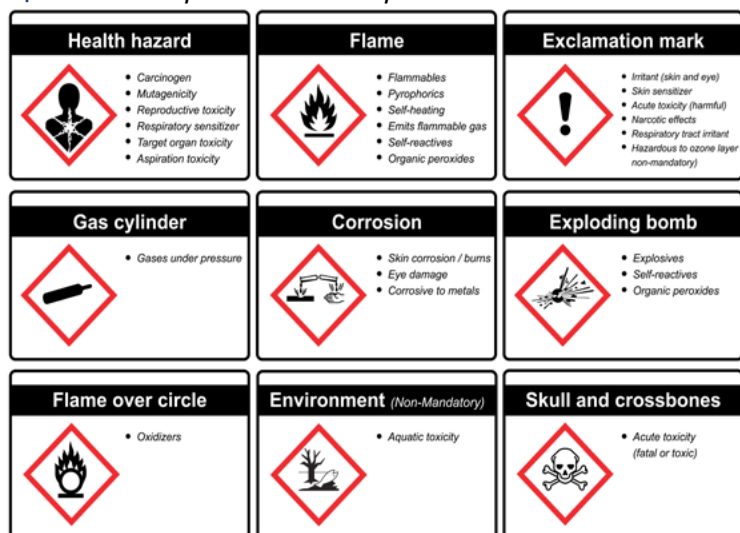 Health hazard
• Carcinogen
• Mutagenicity
• Reproductive toxicity
• Respiratory sensitizer
• Target organ toxicity
• Aspiration toxicity
Flame
• Flammables
• Pyrophorics
• Self-heating
• Emits flammable gas
• Self-reactives
• Organic peroxides
Exclamation mark
• Irritant (skin and eye)
• Skin sensitizer
• Acute toxicity (harmful)
• Narcotic effects
• Respiratory tract irritant
• Hazardous to ozone layer
non-mandatory)
Gas cylinder
• Gases under pressure
Corrosion
• Skin corrosion / burns
• Eye damage
• Corrosive to metals
Exploding bomb
• Explosives
• Self-reactives
• Organic peroxides
Flame over circle
• Oxidizers
Environment (Non-Mandatory)
• Aquatic toxicity
Skull and crossbones
• Acute toxicity
(fatal or toxic)